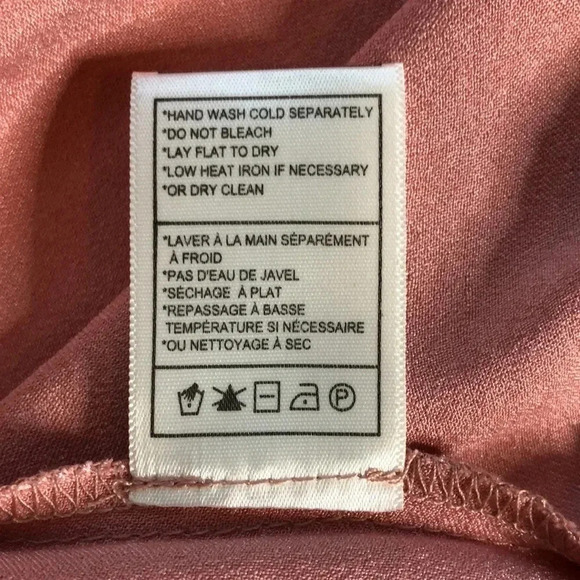 *HAND WASH COLD SEPARATELY
*DO NOT BLEACH
*LAY FLAT TO DRY
*LOW HEAT IRON IF NECESSARY
*OR DRY CLEAN
*LAVER À LA MAIN SÉPARÉMENT
À FROID
*PAS D'EAU DE JAVEL
*SÉCHAGE À PLAT
*REPASSAGE À BASSE
TEMPÉRATURE SI NÉCESSAIRE
*OU NETTOYAGE À SEC
P